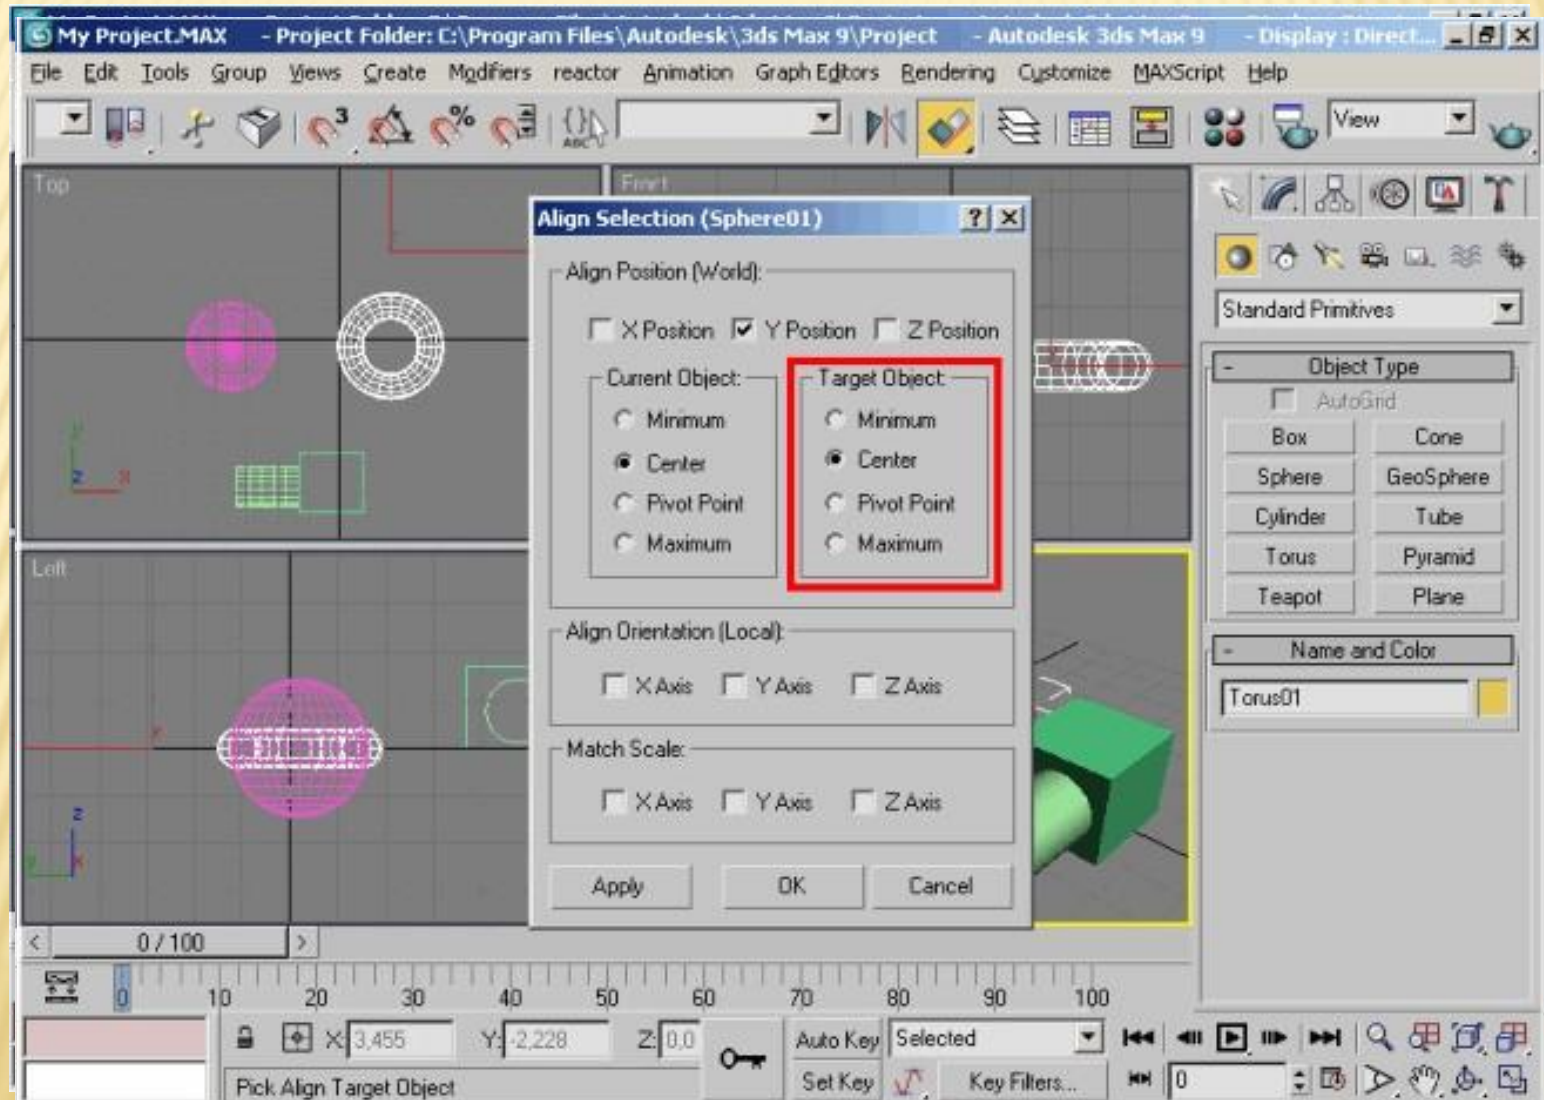 My Project.MAX - Project Folder: C:\Program Files\Autodesk\3ds Max 9\Project - Autodesk 3ds Max 9 - Display : Direct...
File Edit Tools Group Views Create Modifiers reactor Animation Graph Editors Rendering Customize MAXScript Help
3 % {} ABC View
Top
Front
Align Selection (Sphere01)
Align Position (World):
X Position Y Position Z Position
Current Object:
Minimum
Center
Pivot Point
Maximum
Target Object:
Minimum
Center
Pivot Point
Maximum
Align Orientation (Local):
X Axis Y Axis Z Axis
Match Scale:
X Axis Y Axis Z Axis
Apply OK Cancel
Left
Standard Primitives
- Object Type
AutoGrid
Box Cone
Sphere GeoSphere
Cylinder Tube
Torus Pyramid
Teapot Plane
- Name and Color
Torus01
y
z x
z
y x
< 0 / 100 >
0 10 20 30 40 50 60 70 80 90 100
X: 3,455 Y: -2,228 Z: 0,0 Auto Key Selected
Pick Align Target Object Set Key Key Filters... 0